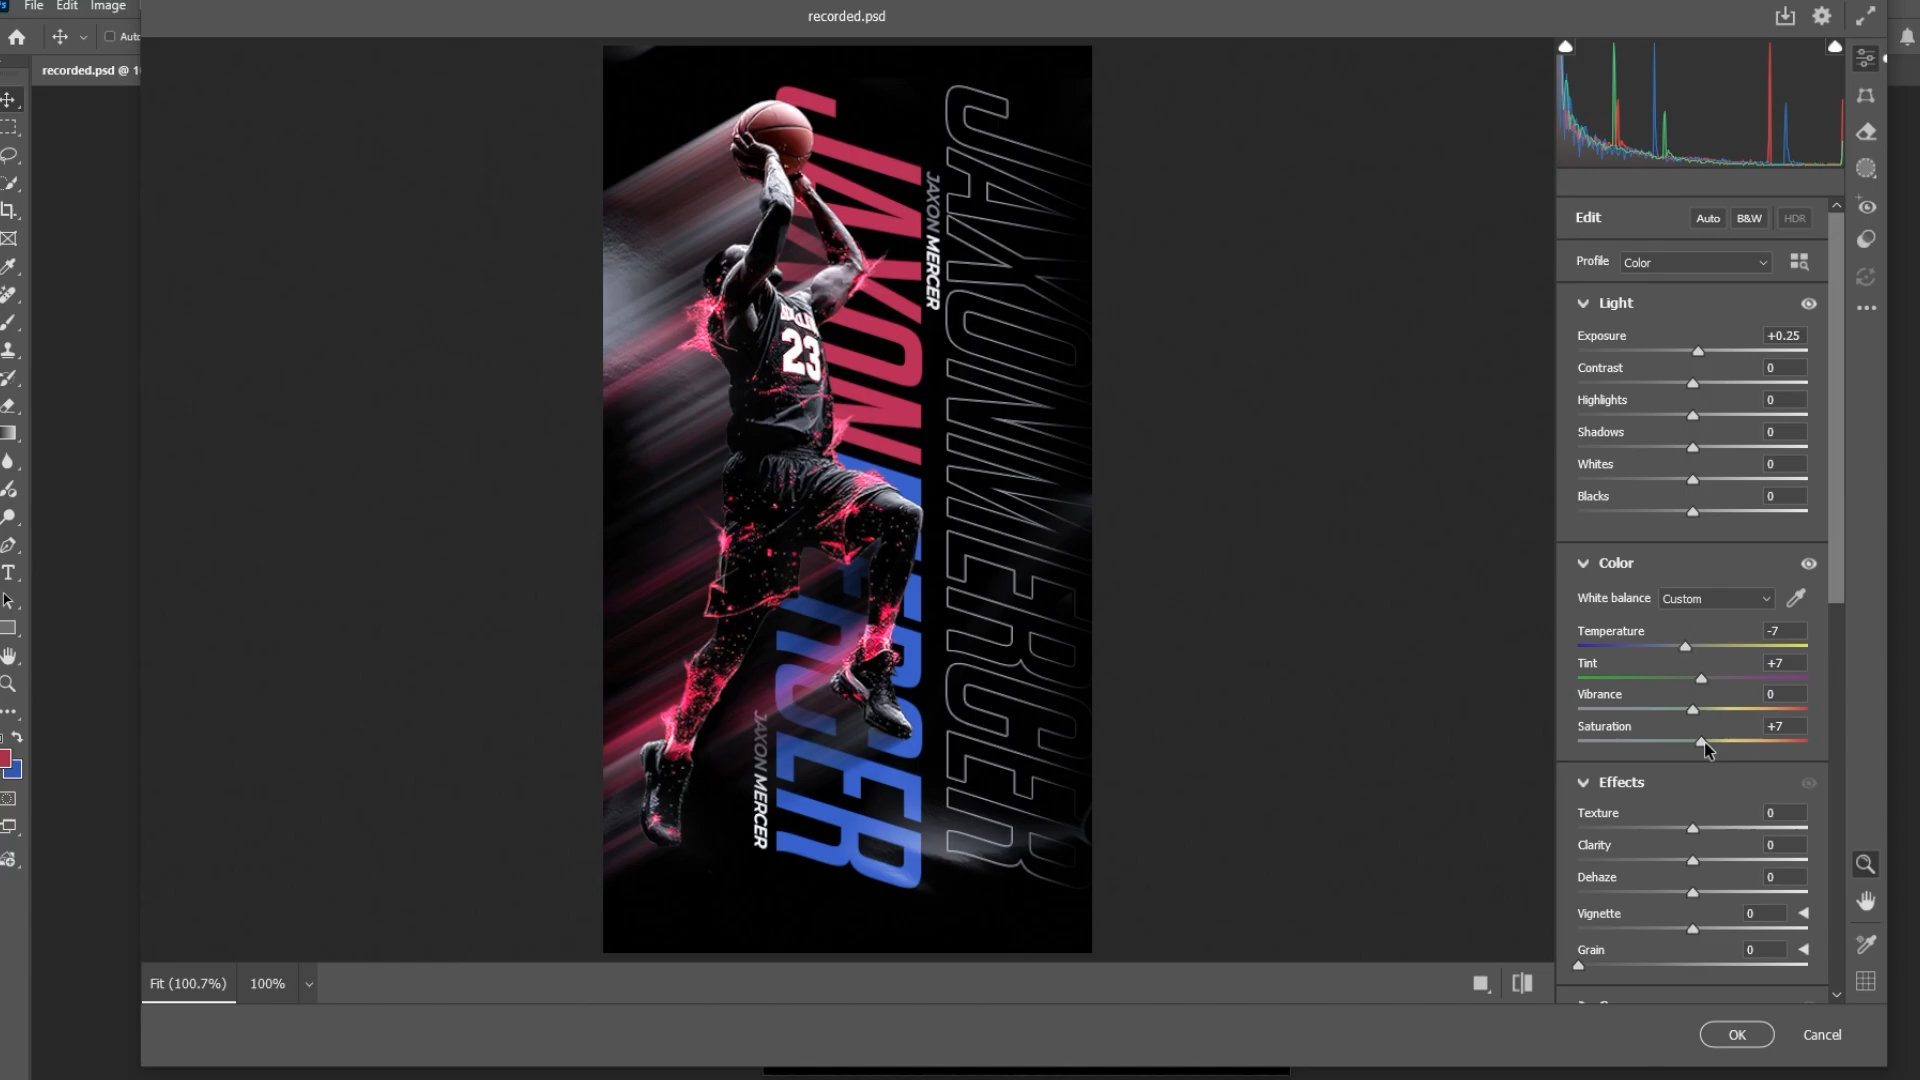 File Edit Image
recorded.psd
Auto
recorded.psd @ 1
JAXON MERCER
JAXON MERCER
JAXONMERCER
23
JAXON MERCER
Edit
Auto
B&W
HDR
Profile
Color
Light
Exposure
+0.25
Contrast
0
Highlights
0
Shadows
0
Whites
0
Blacks
0
Color
White balance
Custom
Temperature
-7
Tint
+7
Vibrance
0
Saturation
+7
Effects
Texture
0
Clarity
0
Dehaze
0
Vignette
0
Grain
0
Fit (100.7%)
100%
OK
Cancel